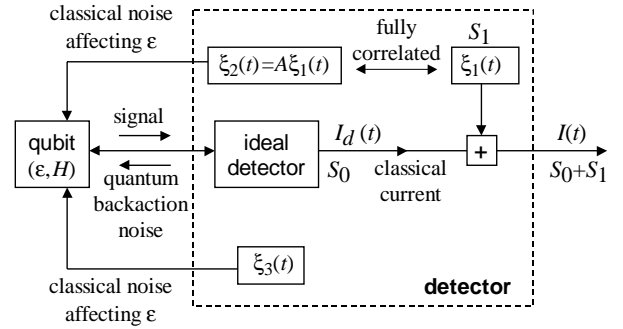 classical noise
affecting ε
ξ2(t)=Aξ1(t)
fully
correlated
S1
ξ1(t)
signal
qubit
(ε,H)
quantum
backaction
noise
ideal
detector
Id(t)
S0
classical
current
+
I(t)
S0+S1
ξ3(t)
classical noise
affecting ε
detector